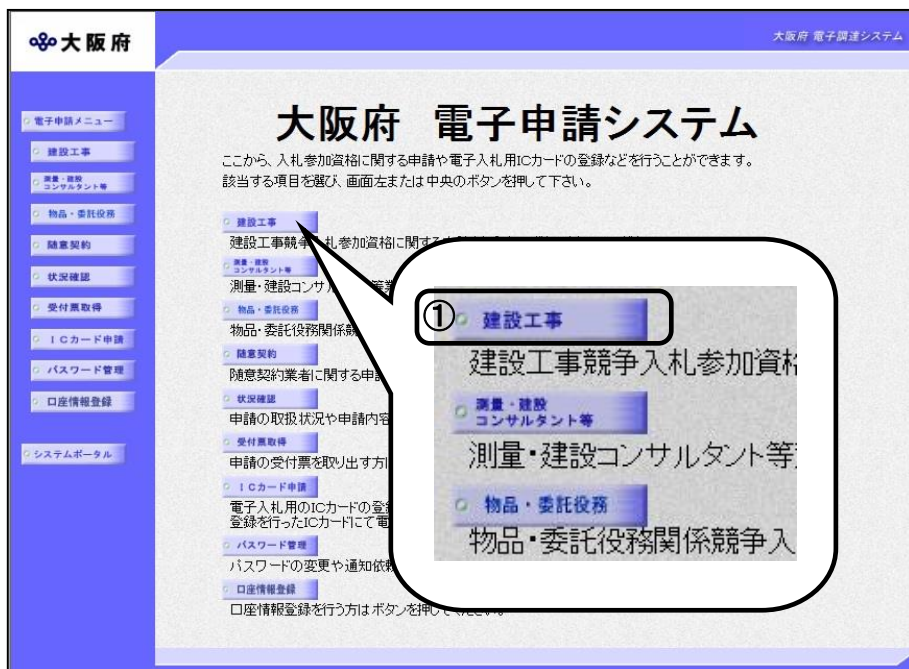 大阪府
大阪府 電子調達システム
電子申請メニュー
建設工事
測量・建設
コンサルタント等
物品・委託役務
随意契約
状況確認
受付票取得
ICカード申請
パスワード管理
口座情報登録
システムポータル
大阪府 電子申請システム
ここから、入札参加資格に関する申請や電子入札用ICカードの登録などを行うことができます。
該当する項目を選び、画面左または中央のボタンを押して下さい。
建設工事
建設工事競争入札参加資格に関する
測量・建設
コンサルタント等
測量・建設コンサル
物品・委託役務
物品・委託役務関係競
随意契約
随意契約業者に関する申
状況確認
申請の取扱状況や申請内容
受付票取得
申請の受付票を取り出す方
ICカード申請
電子入札用のICカードの登
登録を行ったICカードにて電
パスワード管理
パスワードの変更や通知依頼
口座情報登録
口座情報登録を行う方はボタンを押してください。
①建設工事
建設工事競争入札参加資格
測量・建設
コンサルタント等
測量・建設コンサルタント等
物品・委託役務
物品・委託役務関係競争入